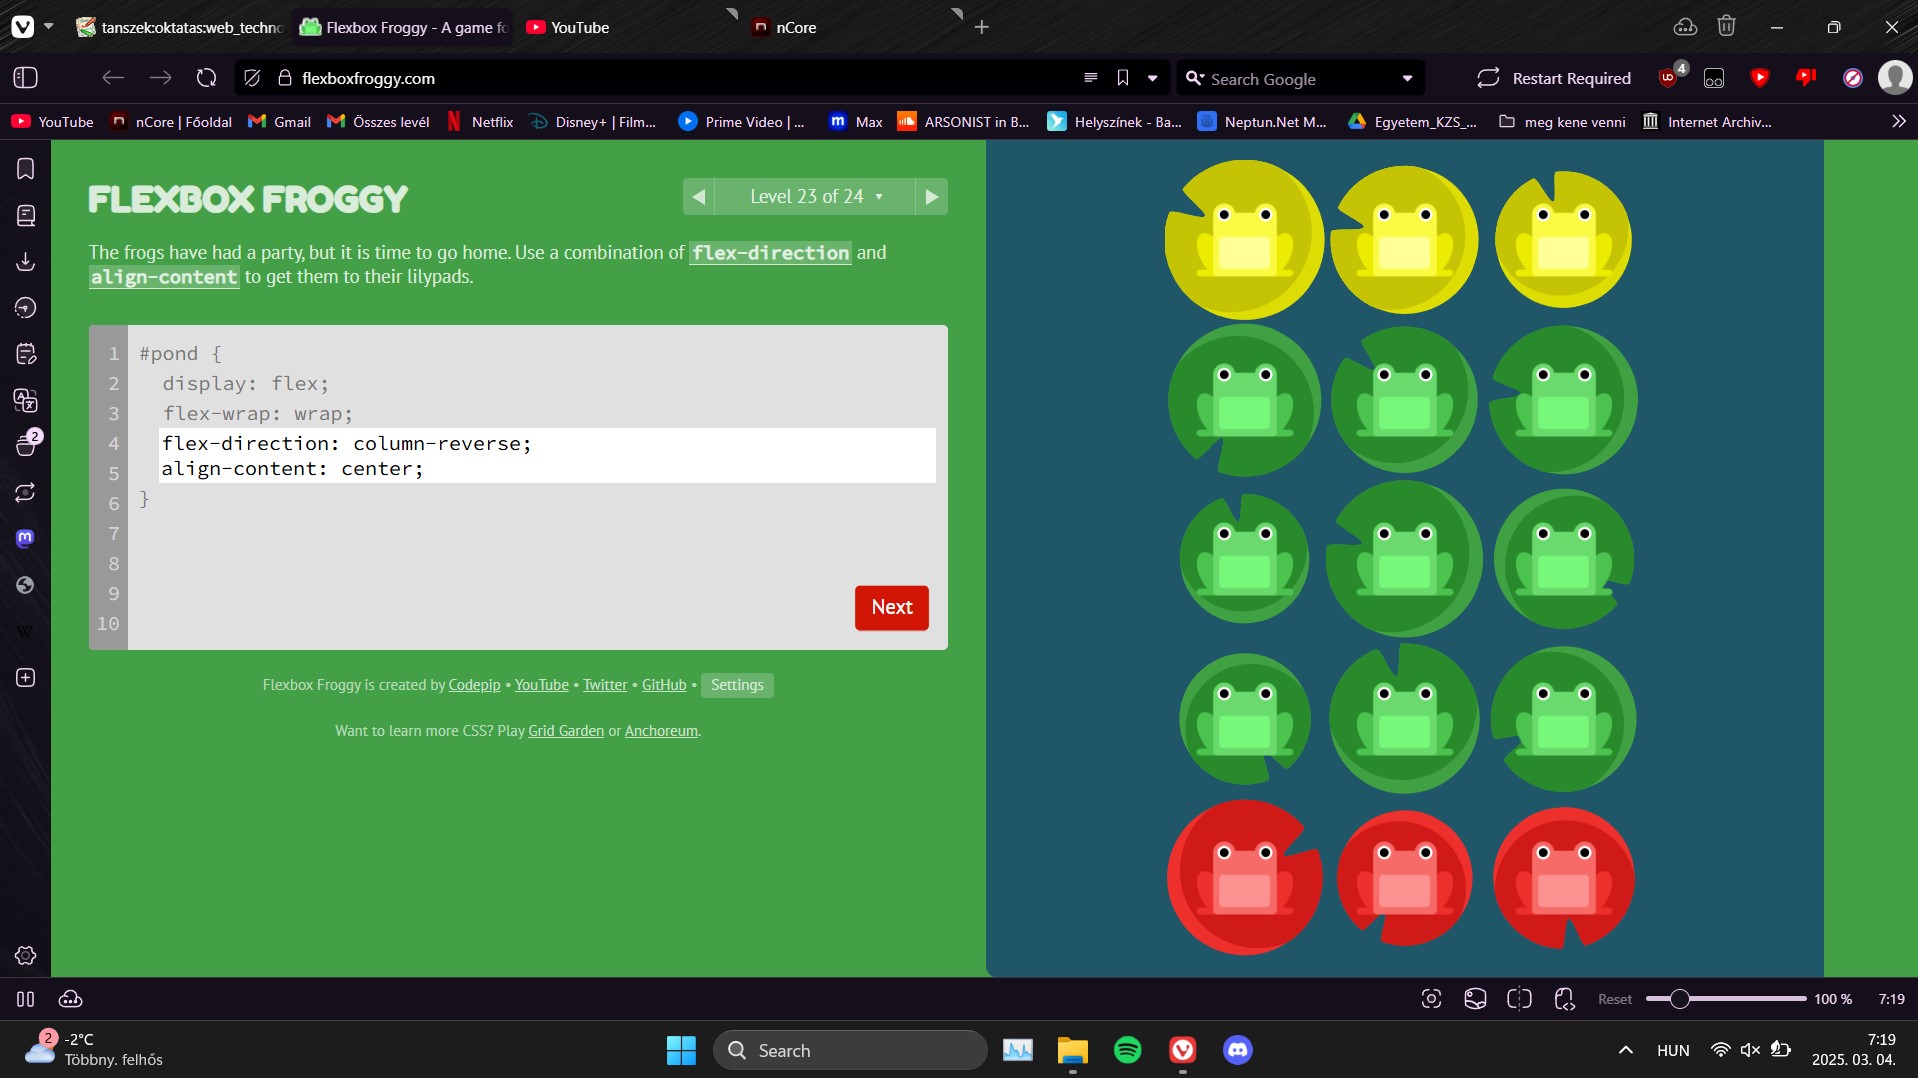 tanszek:oktatas:web_techno
Flexbox Froggy - A game fo
YouTube
nCore
flexboxfroggy.com
Search Google
Restart Required
4
YouTube
nCore | Főoldal
Gmail
Összes levél
Netflix
Disney+ | Film...
Prime Video | ...
Max
ARSONIST in B...
Helyszínek - Ba...
Neptun.Net M...
Egyetem_KZS_...
meg kene venni
Internet Archiv...
FLEXBOX FROGGY
Level 23 of 24
The frogs have had a party, but it is time to go home. Use a combination of flex-direction and
align-content to get them to their lilypads.
1 #pond {
2 display: flex;
3 flex-wrap: wrap;
4 flex-direction: column-reverse;
5 align-content: center;
6 }
7
8
9
10
Next
Flexbox Froggy is created by Codepip • YouTube • Twitter • GitHub • Settings
Want to learn more CSS? Play Grid Garden or Anchoreum.
2
Reset
100 %
7:19
2
-2°C
Többny. felhős
Search
HUN
7:19
2025. 03. 04.